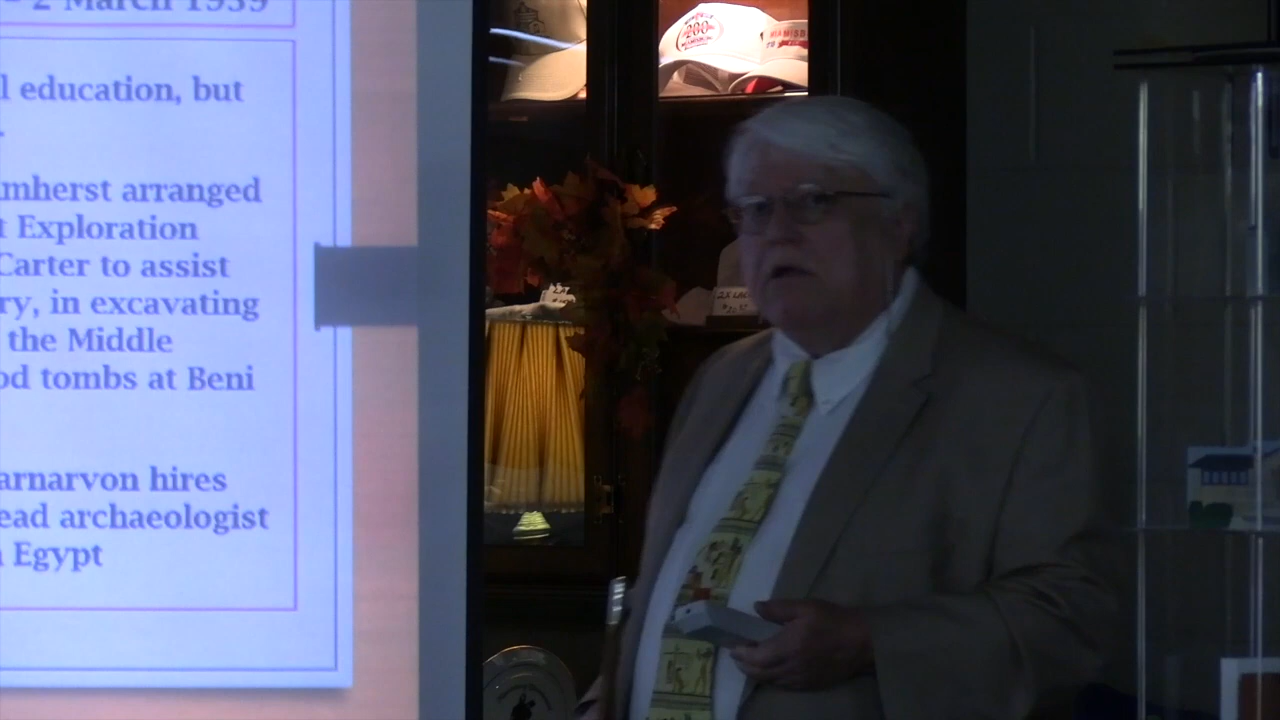 2 March 1939
l education, but
.
mherst arranged
t Exploration
Carter to assist
ry, in excavating
the Middle
od tombs at Beni
arnarvon hires
ead archaeologist
Egypt
200